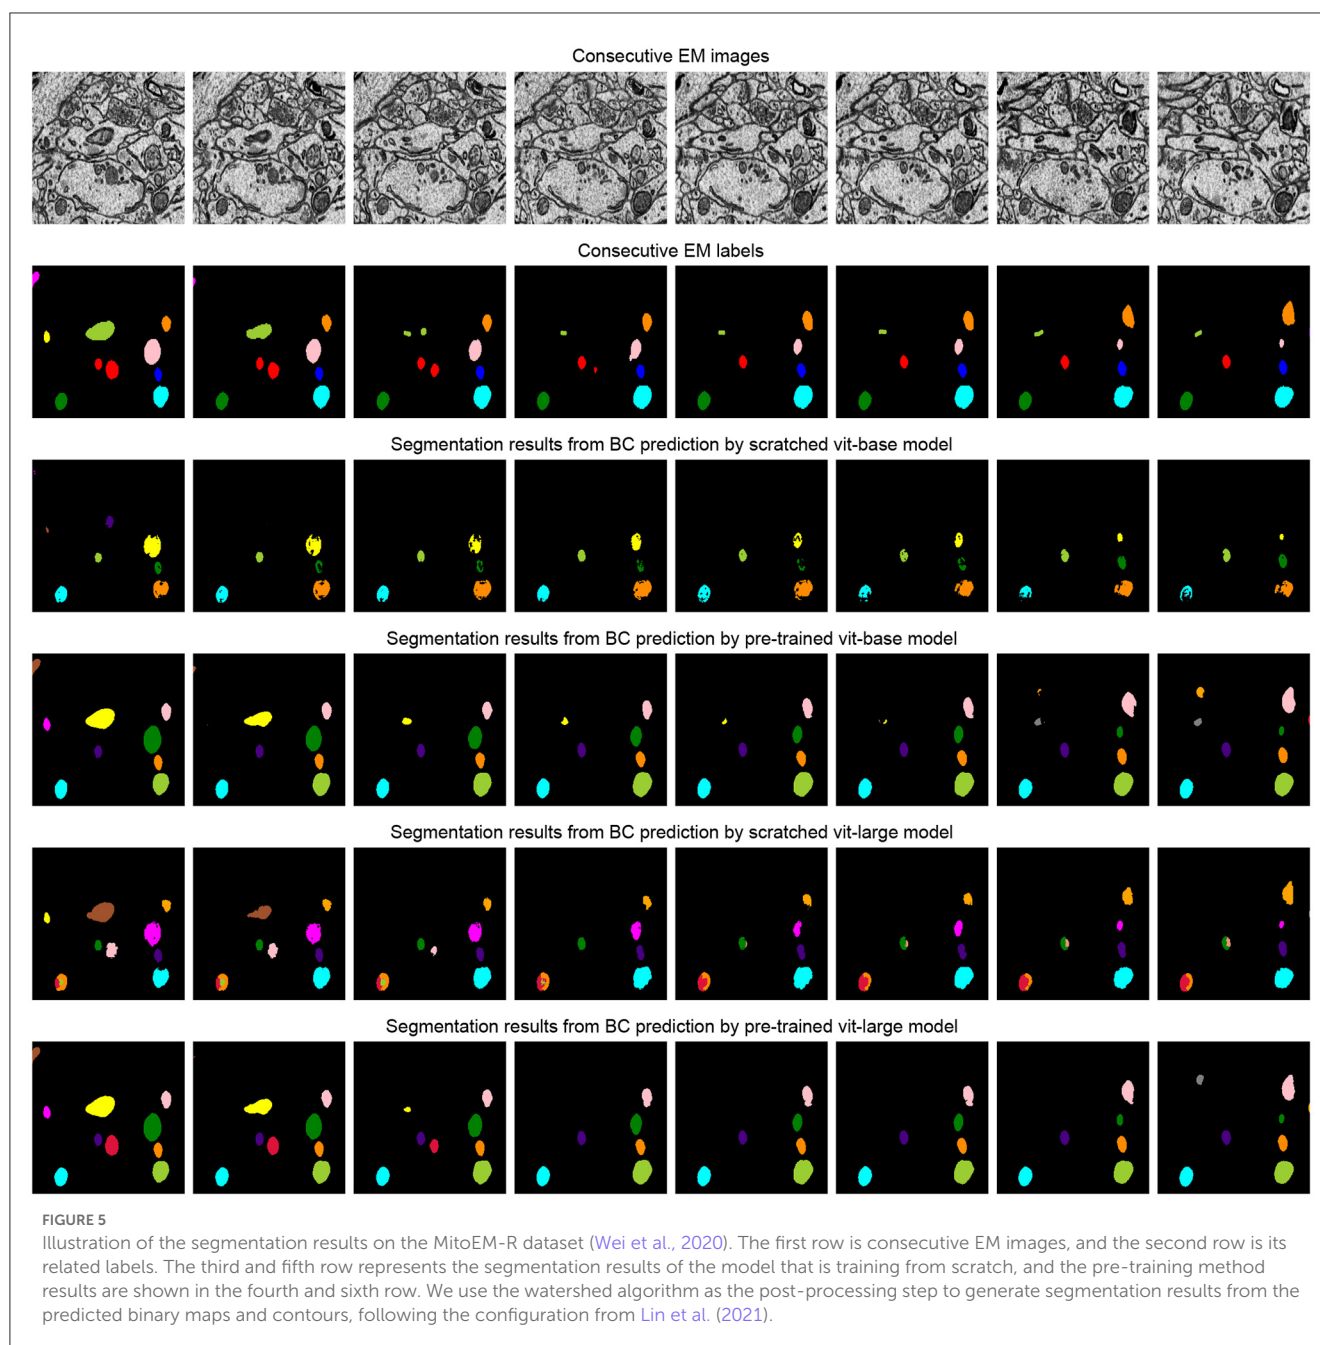 Consecutive EM images
Consecutive EM labels
Segmentation results from BC prediction by scratched vit-base model
Segmentation results from BC prediction by pre-trained vit-base model
Segmentation results from BC prediction by scratched vit-large model
Segmentation results from BC prediction by pre-trained vit-large model
FIGURE 5
Illustration of the segmentation results on the MitoEM-R dataset (Wei et al., 2020). The first row is consecutive EM images, and the second row is its
related labels. The third and fifth row represents the segmentation results of the model that is training from scratch, and the pre-training method
results are shown in the fourth and sixth row. We use the watershed algorithm as the post-processing step to generate segmentation results from the
predicted binary maps and contours, following the configuration from Lin et al. (2021).